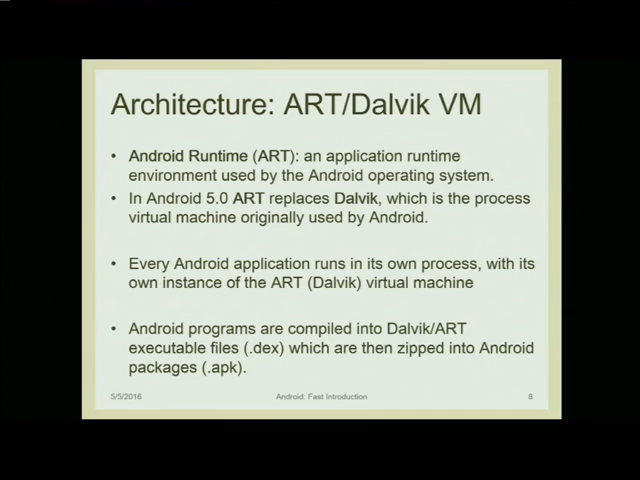 Architecture: ART/Dalvik VM
• Android Runtime (ART): an application runtime
environment used by the Android operating system.
• In Android 5.0 ART replaces Dalvik, which is the process
virtual machine originally used by Android.
• Every Android application runs in its own process, with its
own instance of the ART (Dalvik) virtual machine
• Android programs are compiled into Dalvik/ART
executable files (.dex) which are then zipped into Android
packages (.apk).
5/5/2016 Android: Fast Introduction 8